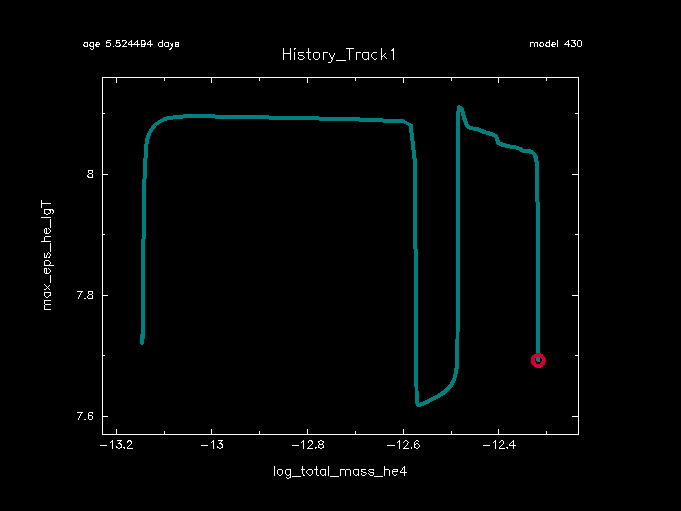 age 5.524494 days
model 430
History_Track1
8
7.8
7.6
max_eps_he_lgT
-13.2
-13
-12.8
-12.6
-12.4
log_total_mass_he4